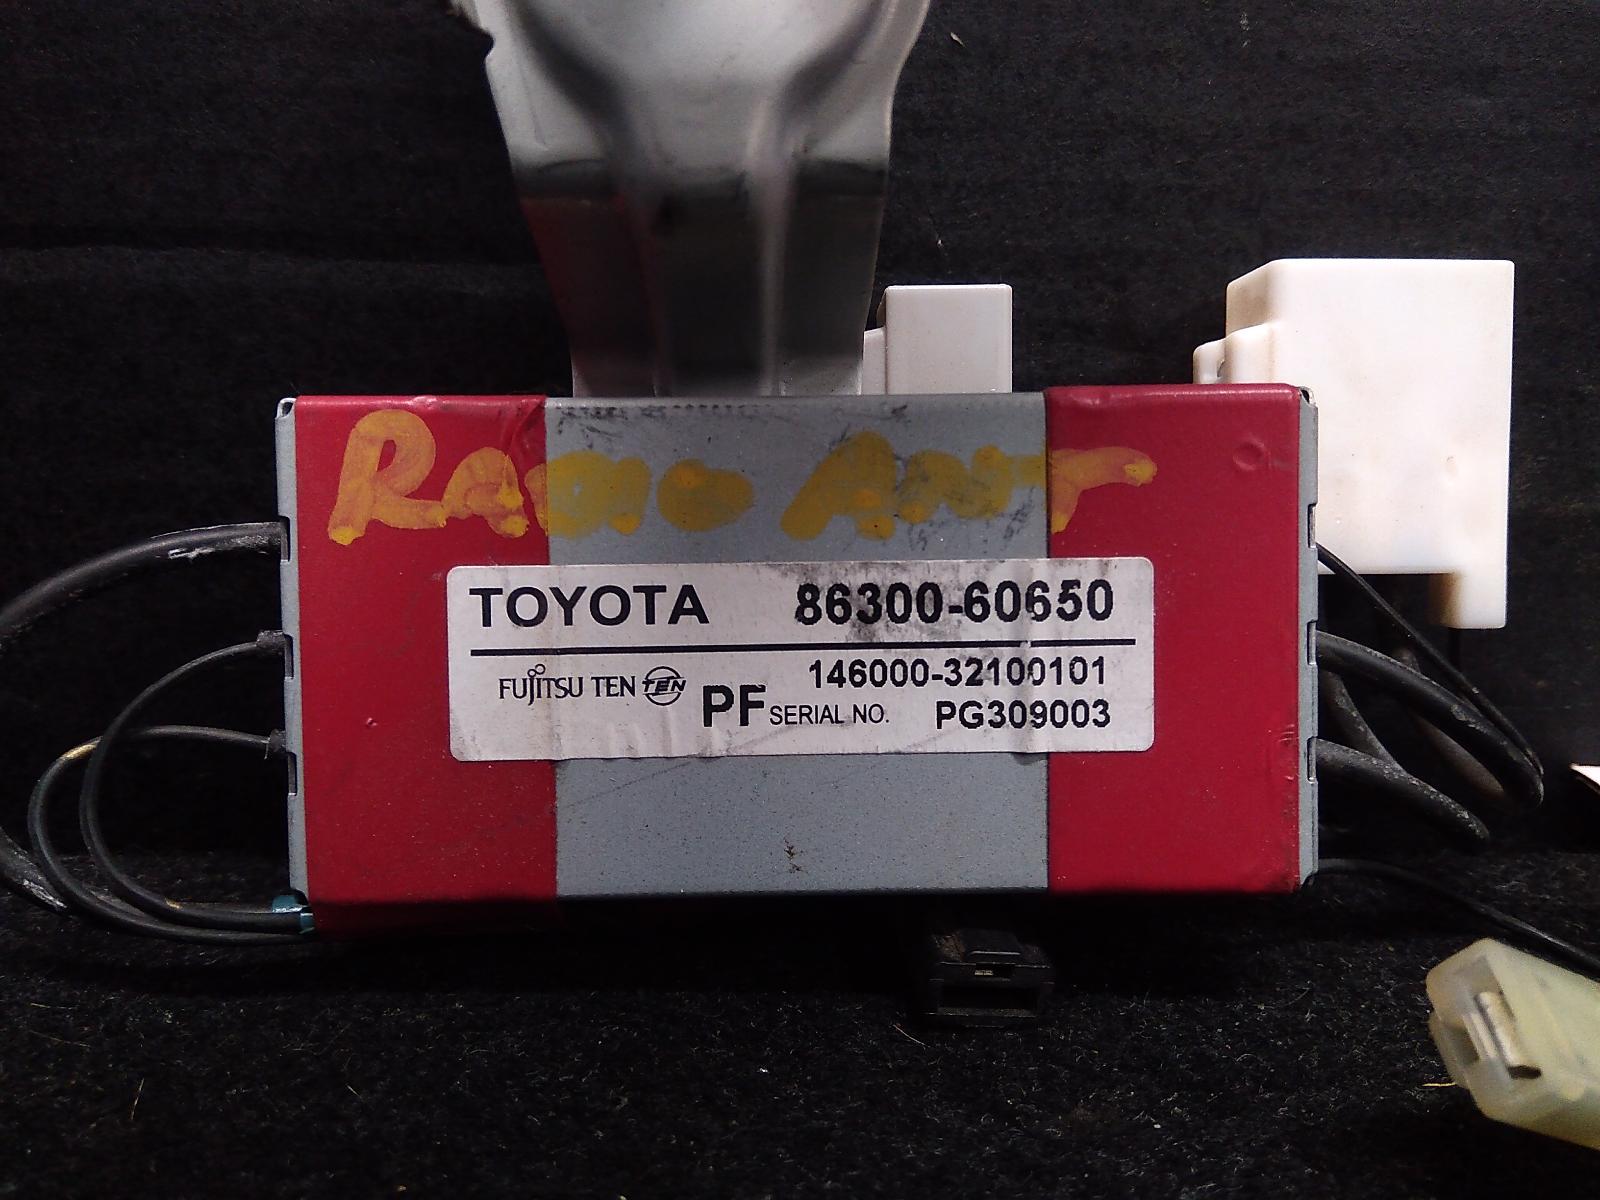 Radio Ant
TOYOTA 86300-60650
FUJITSU TEN TEN 146000-32100101
PF SERIAL NO. PG309003